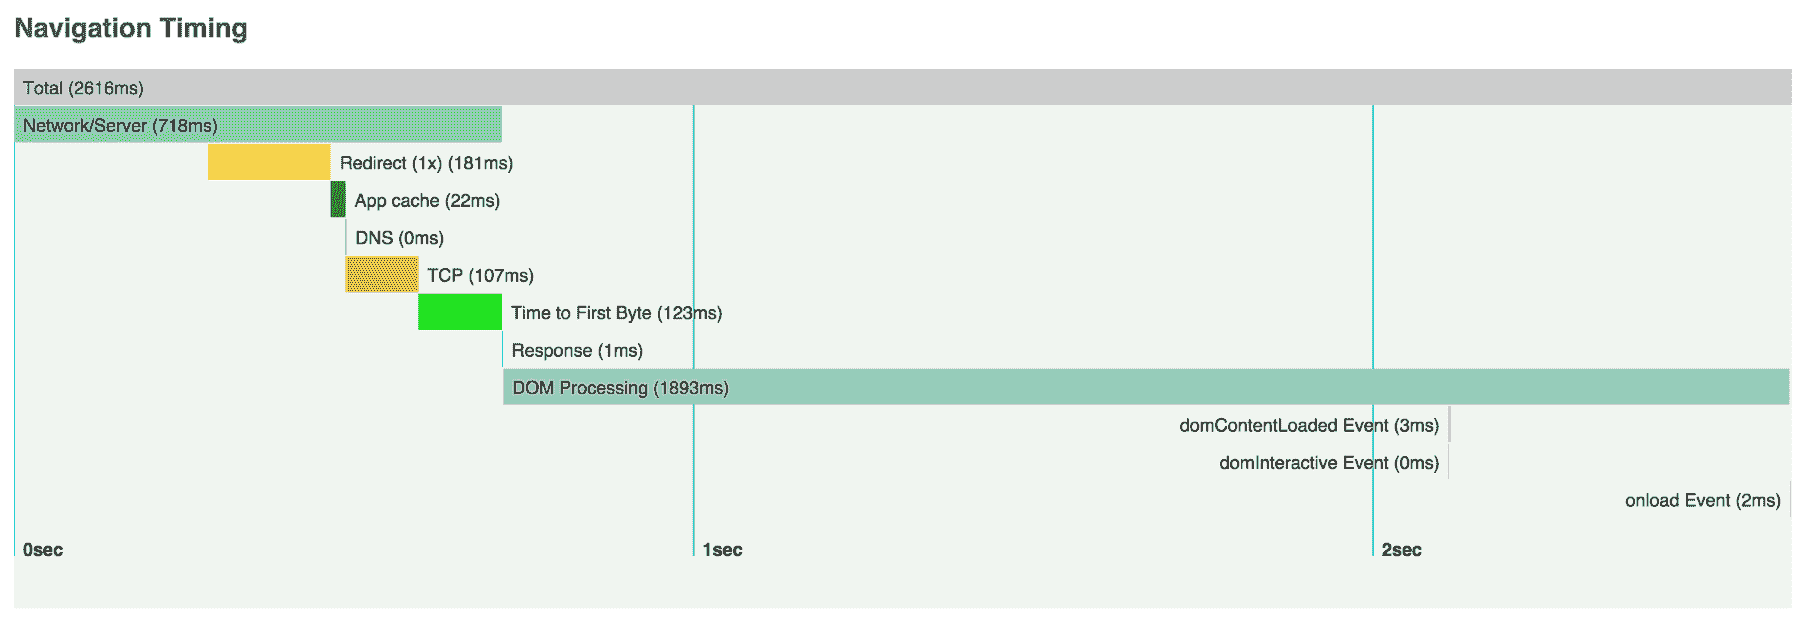 Navigation Timing
Total (2616ms)
Network/Server (718ms)
Redirect (1x) (181ms)
App cache (22ms)
DNS (0ms)
TCP (107ms)
Time to First Byte (123ms)
Response (1ms)
DOM Processing (1893ms)
domContentLoaded Event (3ms)
domInteractive Event (0ms)
onload Event (2ms)
0sec
1sec
2sec